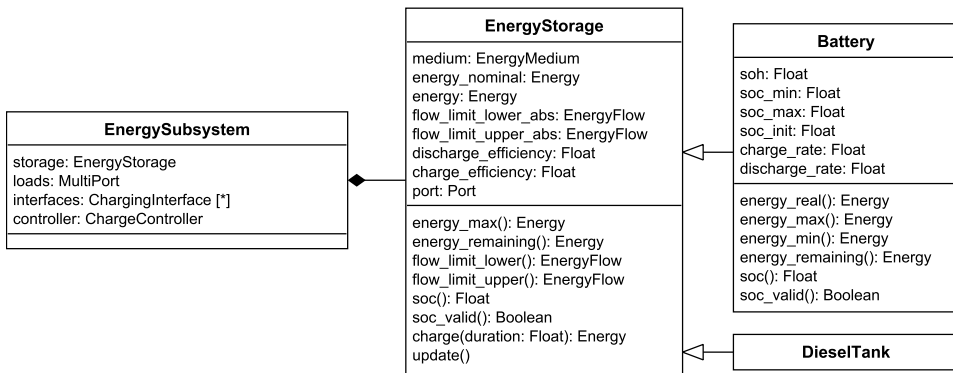 EnergySubsystem
storage: EnergyStorage
loads: MultiPort
interfaces: ChargingInterface [*]
controller: ChargeController
EnergyStorage
medium: EnergyMedium
energy_nominal: Energy
energy: Energy
flow_limit_lower_abs: EnergyFlow
flow_limit_upper_abs: EnergyFlow
discharge_efficiency: Float
charge_efficiency: Float
port: Port
energy_max(): Energy
energy_remaining(): Energy
flow_limit_lower(): EnergyFlow
flow_limit_upper(): EnergyFlow
soc(): Float
soc_valid(): Boolean
charge(duration: Float): Energy
update()
Battery
soh: Float
soc_min: Float
soc_max: Float
soc_init: Float
charge_rate: Float
discharge_rate: Float
energy_real(): Energy
energy_max(): Energy
energy_min(): Energy
energy_remaining(): Energy
soc(): Float
soc_valid(): Boolean
DieselTank